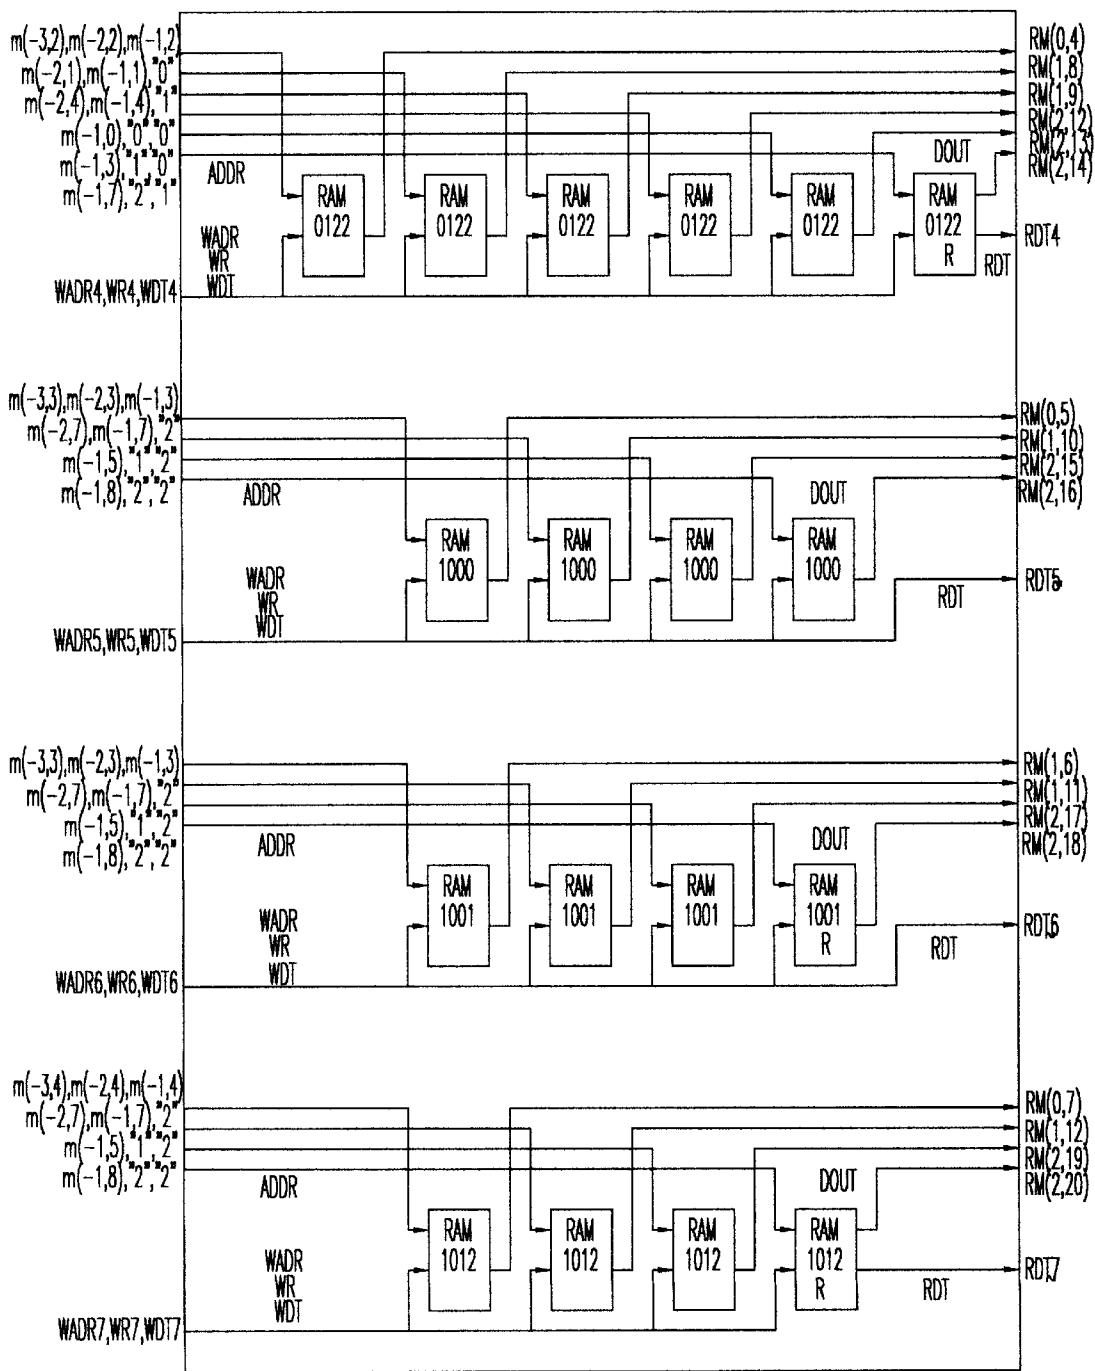 m(-3,2),m(-2,2),m(-1,2)
m(-2,1),m(-1,1),"0"
m(-2,4),m(-1,4),"1"
m(-1,0),"0","0"
m(-1,3),"1","0"
m(-1,7),"2","1"
ADDR
WADR
WR
WDT
WADR4,WR4,WDT4
RAM
0122
RAM
0122
RAM
0122
RAM
0122
RAM
0122
DOUT
RAM
0122
R
RDT
RM(0,4)
RM(1,8)
RM(1,9)
RM(2,12)
RM(2,13)
RM(2,14)
RDT4
m(-3,3),m(-2,3),m(-1,3)
m(-2,7),m(-1,7),"2"
m(-1,5),"1","2"
m(-1,8),"2","2"
ADDR
WADR
WR
WDT
WADR5,WR5,WDT5
RAM
1000
RAM
1000
RAM
1000
DOUT
RAM
1000
RDT
RM(0,5)
RM(1,10)
RM(2,15)
RM(2,16)
RDT5
m(-3,3),m(-2,3),m(-1,3)
m(-2,7),m(-1,7),"2"
m(-1,5),"1","2"
m(-1,8),"2","2"
ADDR
WADR
WR
WDT
WADR6,WR6,WDT6
RAM
1001
RAM
1001
RAM
1001
DOUT
RAM
1001
R
RDT
RM(1,6)
RM(1,11)
RM(2,17)
RM(2,18)
RDT6
m(-3,4),m(-2,4),m(-1,4)
m(-2,7),m(-1,7),"2"
m(-1,5),"1","2"
m(-1,8),"2","2"
ADDR
WADR
WR
WDT
WADR7,WR7,WDT7
RAM
1012
RAM
1012
RAM
1012
DOUT
RAM
1012
R
RDT
RM(0,7)
RM(1,12)
RM(2,19)
RM(2,20)
RDT7